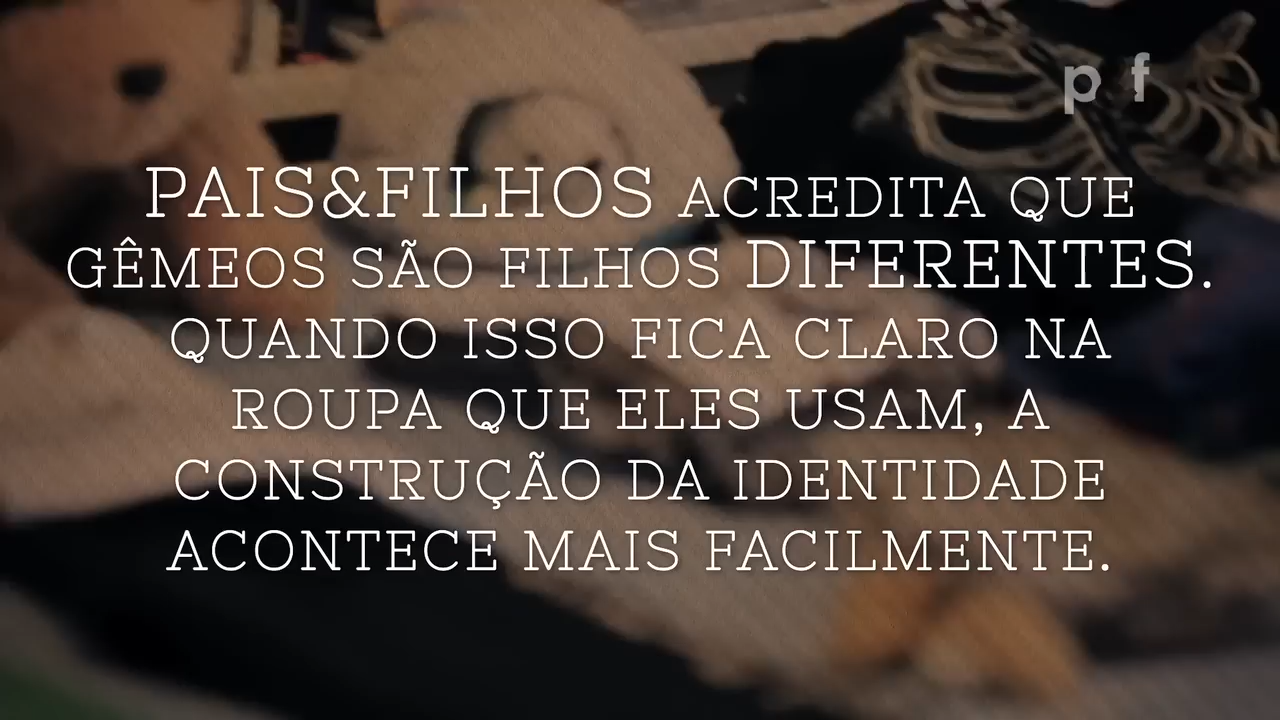 p f
PAIS&FILHOS ACREDITA QUE
GÊMEOS SÃO FILHOS DIFERENTES.
QUANDO ISSO FICA CLARO NA
ROUPA QUE ELES USAM, A
CONSTRUÇÃO DA IDENTIDADE
ACONTECE MAIS FACILMENTE.